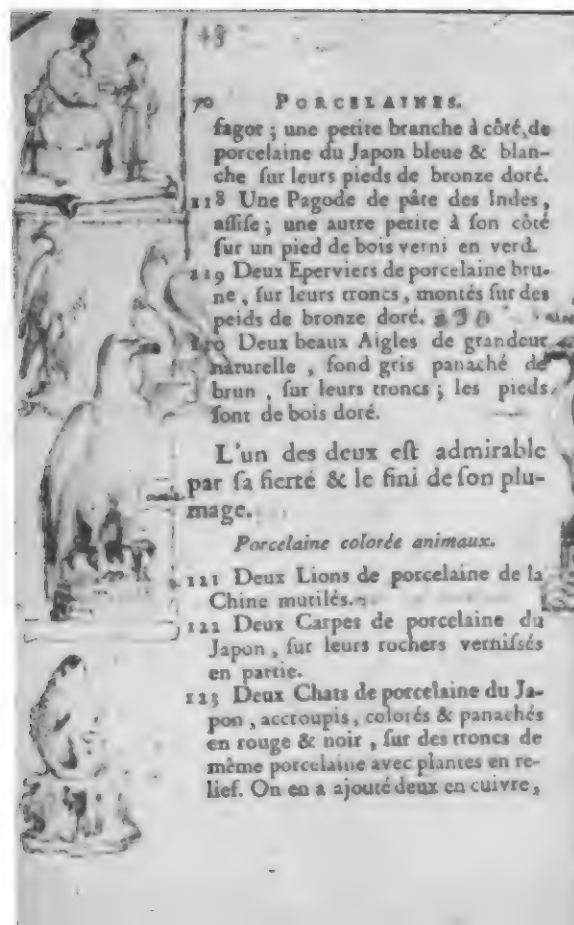 48
70 PORCELAINES.
fagot ; une petite branche à côté, de
porcelaine du Japon bleue & blan-
che ſur leurs pieds de bronze doré.
118 Une Pagode de pâte des Indes,
aſſiſe ; une autre petite à ſon côté
ſur un pied de bois verni en verd.
119 Deux Eperviers de porcelaine bru-
ne, ſur leurs troncs, montés ſur des
peids de bronze doré. 230
120 Deux beaux Aigles de grandeur
naturelle, fond gris panaché de
brun, ſur leurs troncs ; les pieds
ſont de bois doré.
L'un des deux eſt admirable
par ſa fierté & le fini de ſon plu-
mage.
Porcelaine colorée animaux.
121 Deux Lions de porcelaine de la
Chine mutilés.
122 Deux Carpes de porcelaine du
Japon, ſur leurs rochers verniſſés
en partie.
123 Deux Chats de porcelaine du Ja-
pon, accroupis, colorés & panachés
en rouge & noir, ſur des troncs de
même porcelaine avec plantes en re-
lief. On en a ajouté deux en cuivre,